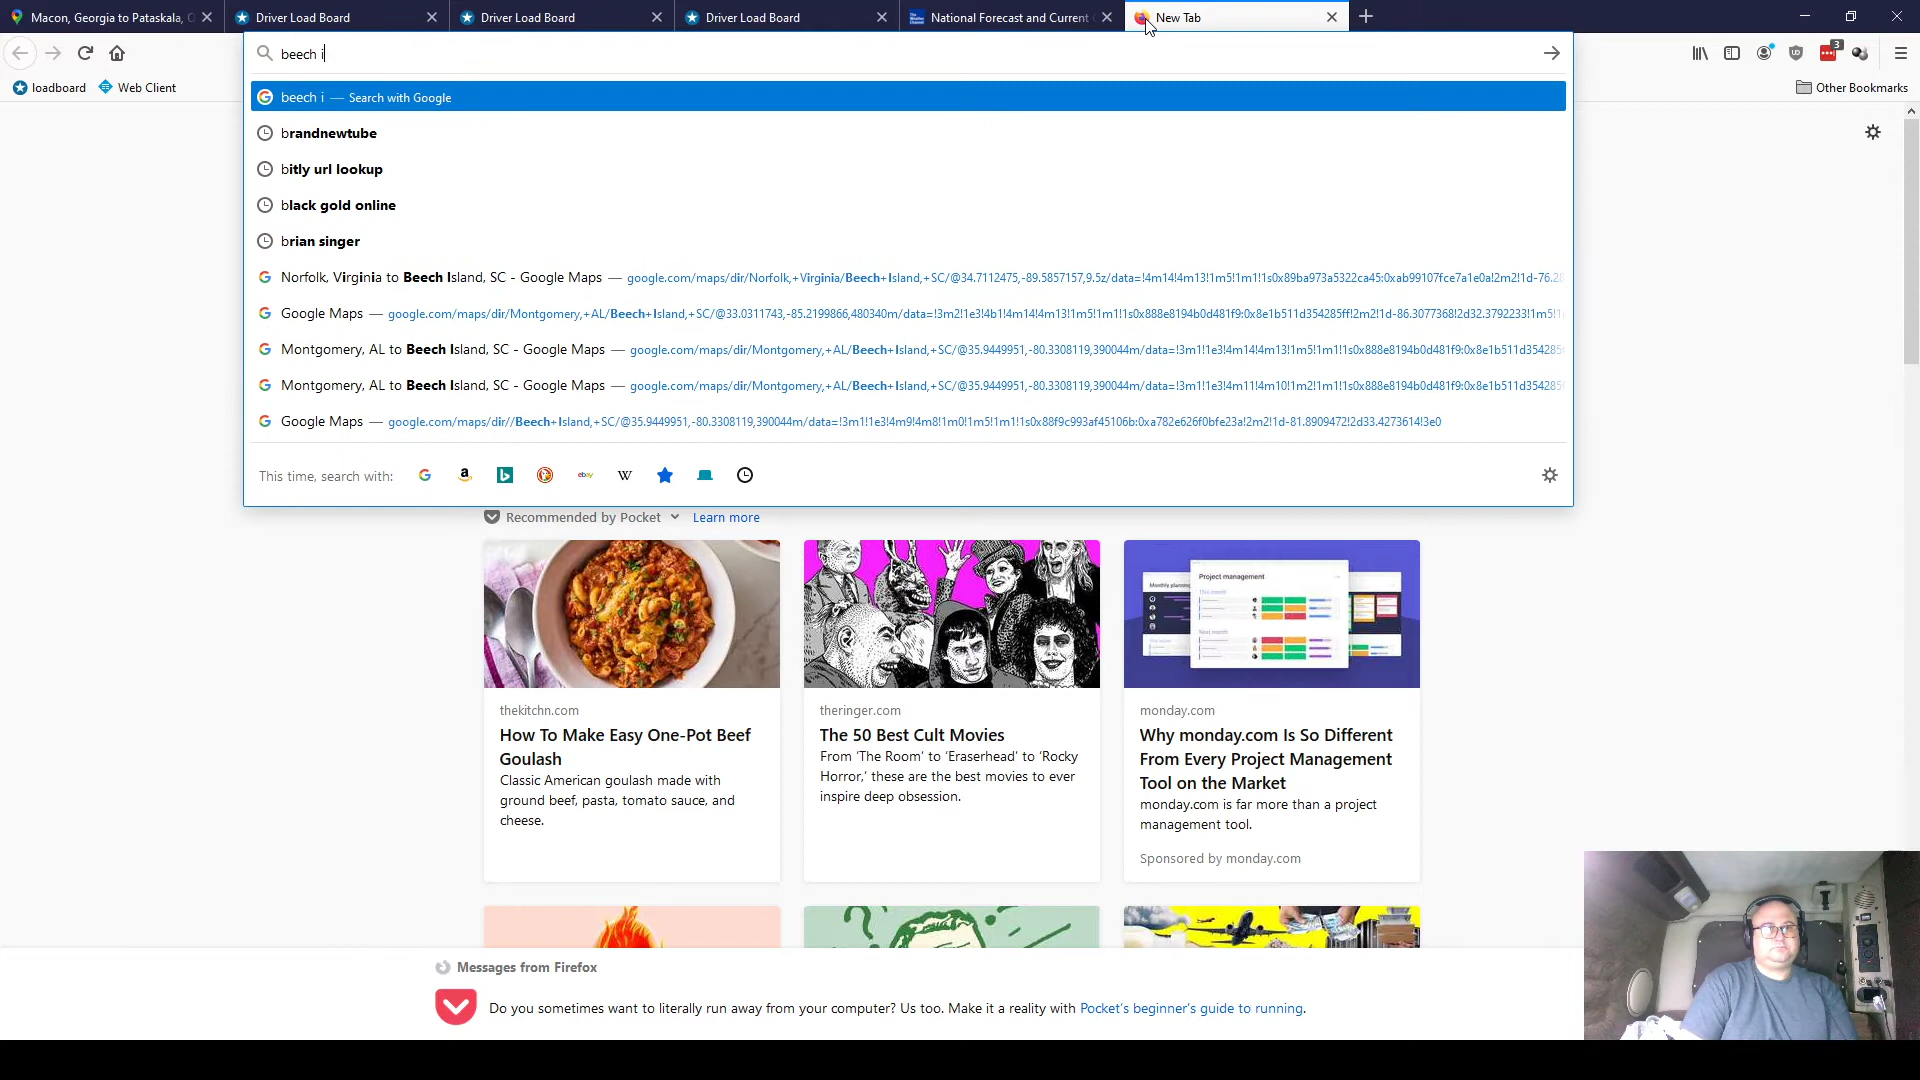 Macon, Georgia to Pataskala, O
Driver Load Board
Driver Load Board
Driver Load Board
National Forecast and Current
New Tab
beech i
3
loadboard
Web Client
Other Bookmarks
beech i — Search with Google
brandnewtube
bitly url lookup
black gold online
brian singer
Norfolk, Virginia to Beech Island, SC - Google Maps — google.com/maps/dir/Norfolk,+Virginia/Beech+Island,+SC/@34.7112475,-89.5857157,9.5z/data=!4m14!4m13!1m5!1m1!1s0x89ba973a5322ca45:0xab99107fce7a1e0a!2m2!1d-76.28
Google Maps — google.com/maps/dir/Montgomery,+AL/Beech+Island,+SC/@33.0311743,-85.2199866,480340m/data=!3m2!1e3!4b1!4m14!4m13!1m5!1m1!1s0x888e8194b0d481f9:0x8e1b511d354285ff!2m2!1d-86.3077368!2d32.3792233!1m5!1
Montgomery, AL to Beech Island, SC - Google Maps — google.com/maps/dir/Montgomery,+AL/Beech+Island,+SC/@35.9449951,-80.3308119,390044m/data=!3m1!1e3!4m14!4m13!1m5!1m1!1s0x888e8194b0d481f9:0x8e1b511d354285f
Montgomery, AL to Beech Island, SC - Google Maps — google.com/maps/dir/Montgomery,+AL/Beech+Island,+SC/@35.9449951,-80.3308119,390044m/data=!3m1!1e3!4m11!4m10!1m2!1m1!1s0x888e8194b0d481f9:0x8e1b511d354285f
Google Maps — google.com/maps/dir//Beech+Island,+SC/@35.9449951,-80.3308119,390044m/data=!3m1!1e3!4m9!4m8!1m0!1m5!1m1!1s0x88f9c993af45106b:0xa782e626f0bfe23a!2m2!1d-81.8909472!2d33.4273614!3e0
This time, search with:
Recommended by Pocket
Learn more
Project management
thekitchn.com
How To Make Easy One-Pot Beef
Goulash
Classic American goulash made with
ground beef, pasta, tomato sauce, and
cheese.
theringer.com
The 50 Best Cult Movies
From ‘The Room’ to ‘Eraserhead’ to ‘Rocky
Horror,’ these are the best movies to ever
inspire deep obsession.
monday.com
Why monday.com Is So Different
From Every Project Management
Tool on the Market
monday.com is far more than a project
management tool.
Sponsored by monday.com
Messages from Firefox
Do you sometimes want to literally run away from your computer? Us too. Make it a reality with Pocket’s beginner’s guide to running.